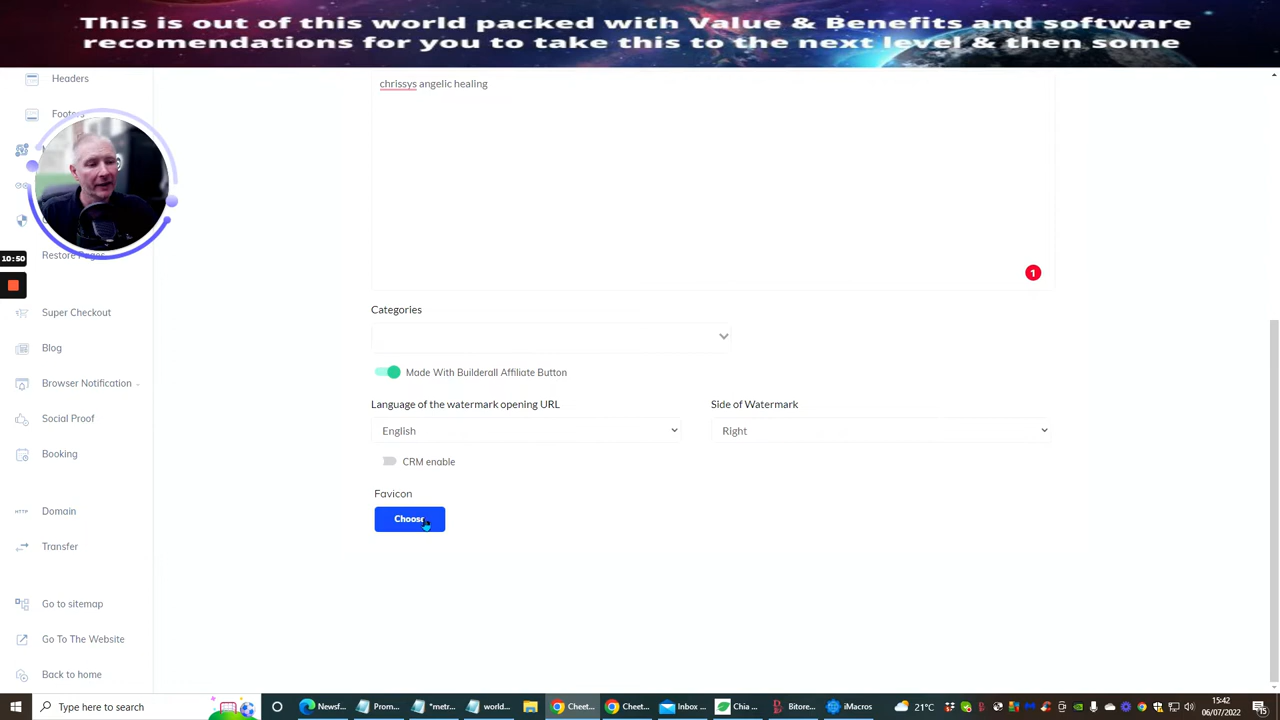 This is out of this world packed with Value & Benefits and software
recomendations for you to take this to the next level & then some
Headers
chrissys angelic healing
Footers
10:50
Restore Pages
1
Super Checkout
Categories
Blog
Made With Builderall Affiliate Button
Browser Notification
Language of the watermark opening URL
Side of Watermark
Social Proof
English
Right
Booking
CRM enable
Favicon
Domain
Choose
Transfer
Go to sitemap
Go To The Website
Back to home
Type here to search
Newsf...
Prom...
*metr...
world...
Cheet...
Cheet...
Inbox ...
Chia ...
Bitore...
iMacros
21°C
15:42
06/07/2022